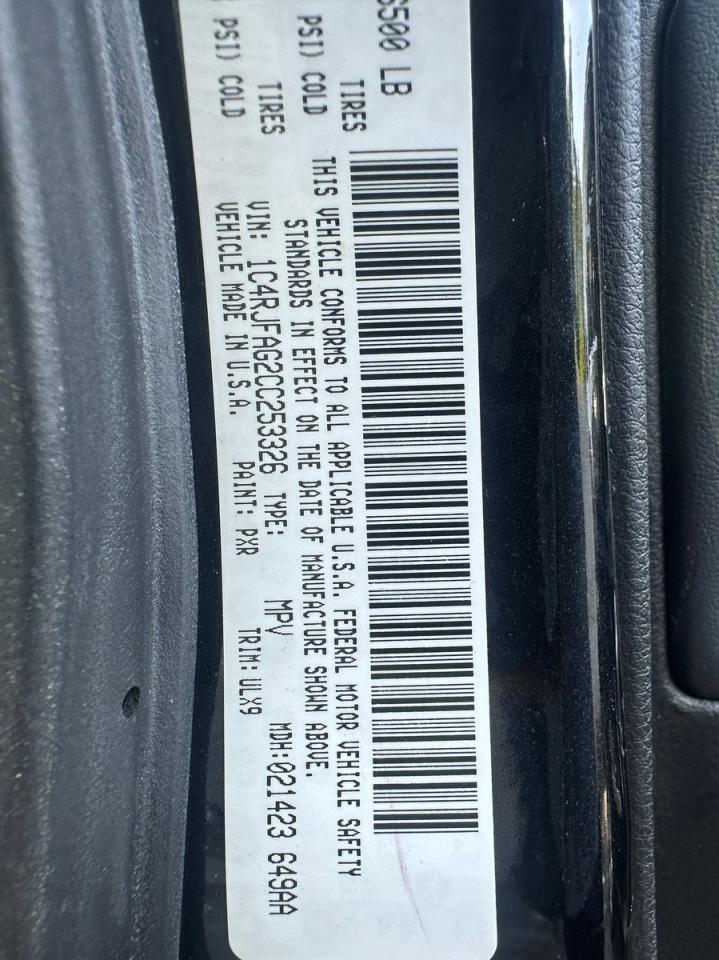 6500 LB
TIRES
PSI) COLD
TIRES
PSI) COLD
THIS VEHICLE CONFORMS TO ALL APPLICABLE U.S.A. FEDERAL MOTOR VEHICLE SAFETY
STANDARDS IN EFFECT ON THE DATE OF MANUFACTURE SHOWN ABOVE.
VIN: 1C4RJFAG2CC253326 TYPE: MPV MDH:021423 649AA
VEHICLE MADE IN U.S.A. PAINT: PXR TRIM: ULX9